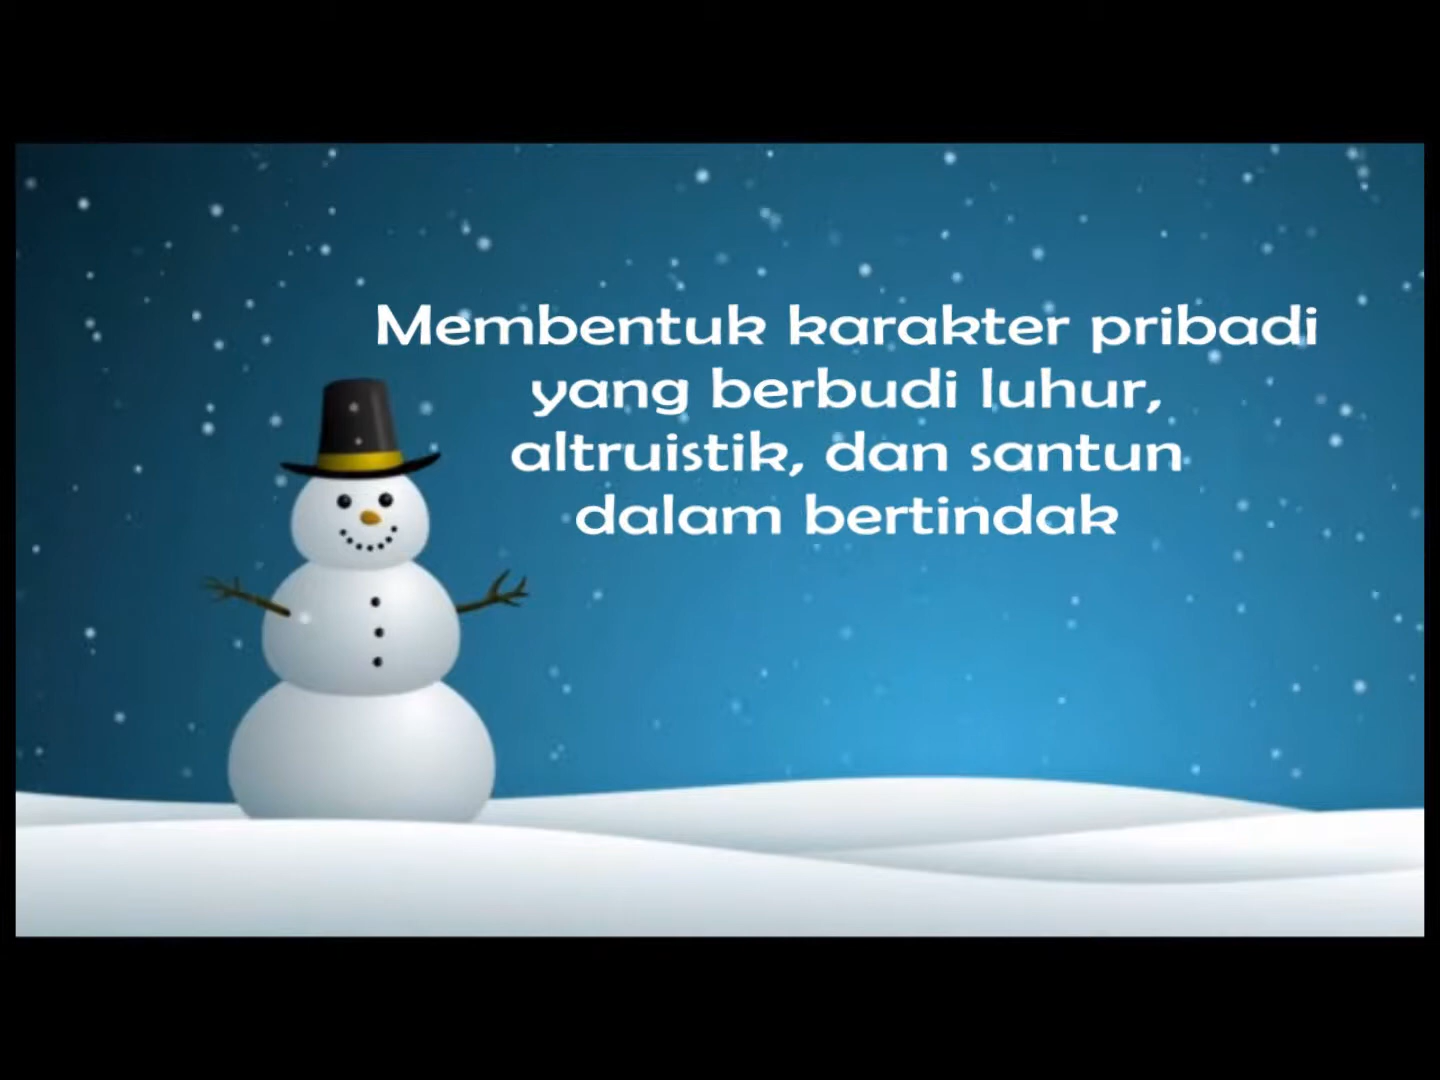 Membentuk karakter pribadi
yang berbudi luhur,
altruistik, dan santun
dalam bertindak